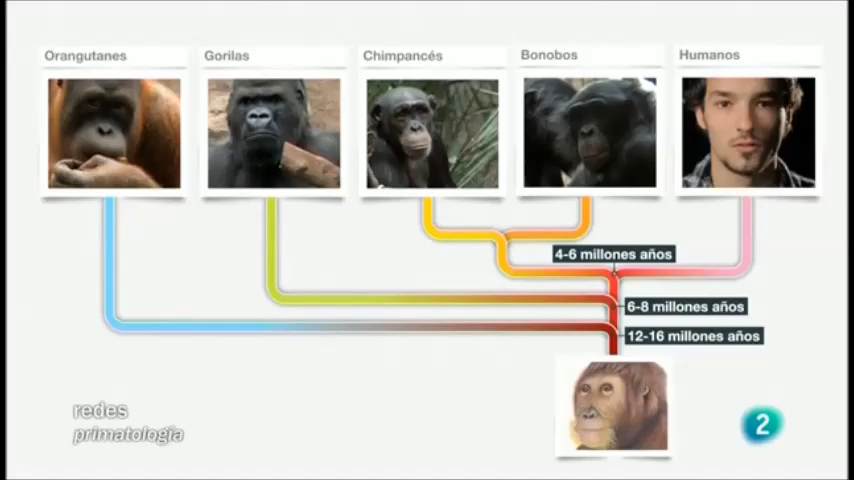 Orangutanes
Gorilas
Chimpancés
Bonobos
Humanos
4-6 millones años
6-8 millones años
12-16 millones años
redes
primatología
2